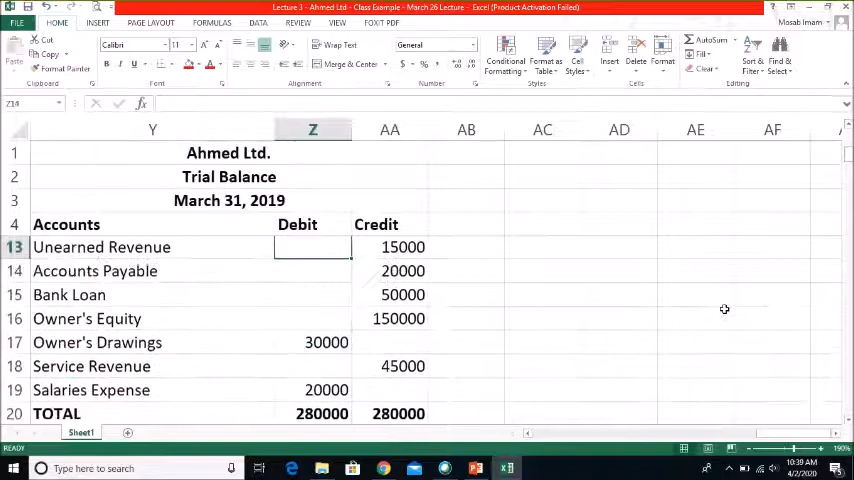 Lecture 3 - Ahmed Ltd - Class Example - March 26 Lecture - Excel (Product Activation Failed)
FILE HOME INSERT PAGE LAYOUT FORMULAS DATA REVIEW VIEW FOXIT PDF Mosab Imam
Cut
Copy
Format Painter
Paste
Clipboard
Calibri 11
B I U
Font
Wrap Text
Merge & Center
Alignment
General
$ % ,
Number
Conditional Formatting
Format as Table
Cell Styles
Styles
Insert Delete Format
Cells
AutoSum
Fill
Clear
Sort & Filter
Find & Select
Editing
Z14 fx
Y Z AA AB AC AD AE AF
1 Ahmed Ltd.
2 Trial Balance
3 March 31, 2019
4 Accounts Debit Credit
13 Unearned Revenue 15000
14 Accounts Payable 20000
15 Bank Loan 50000
16 Owner's Equity 150000
17 Owner's Drawings 30000
18 Service Revenue 45000
19 Salaries Expense 20000
20 TOTAL 280000 280000
Sheet1
READY 190%
Type here to search
10:39 AM
4/2/2020